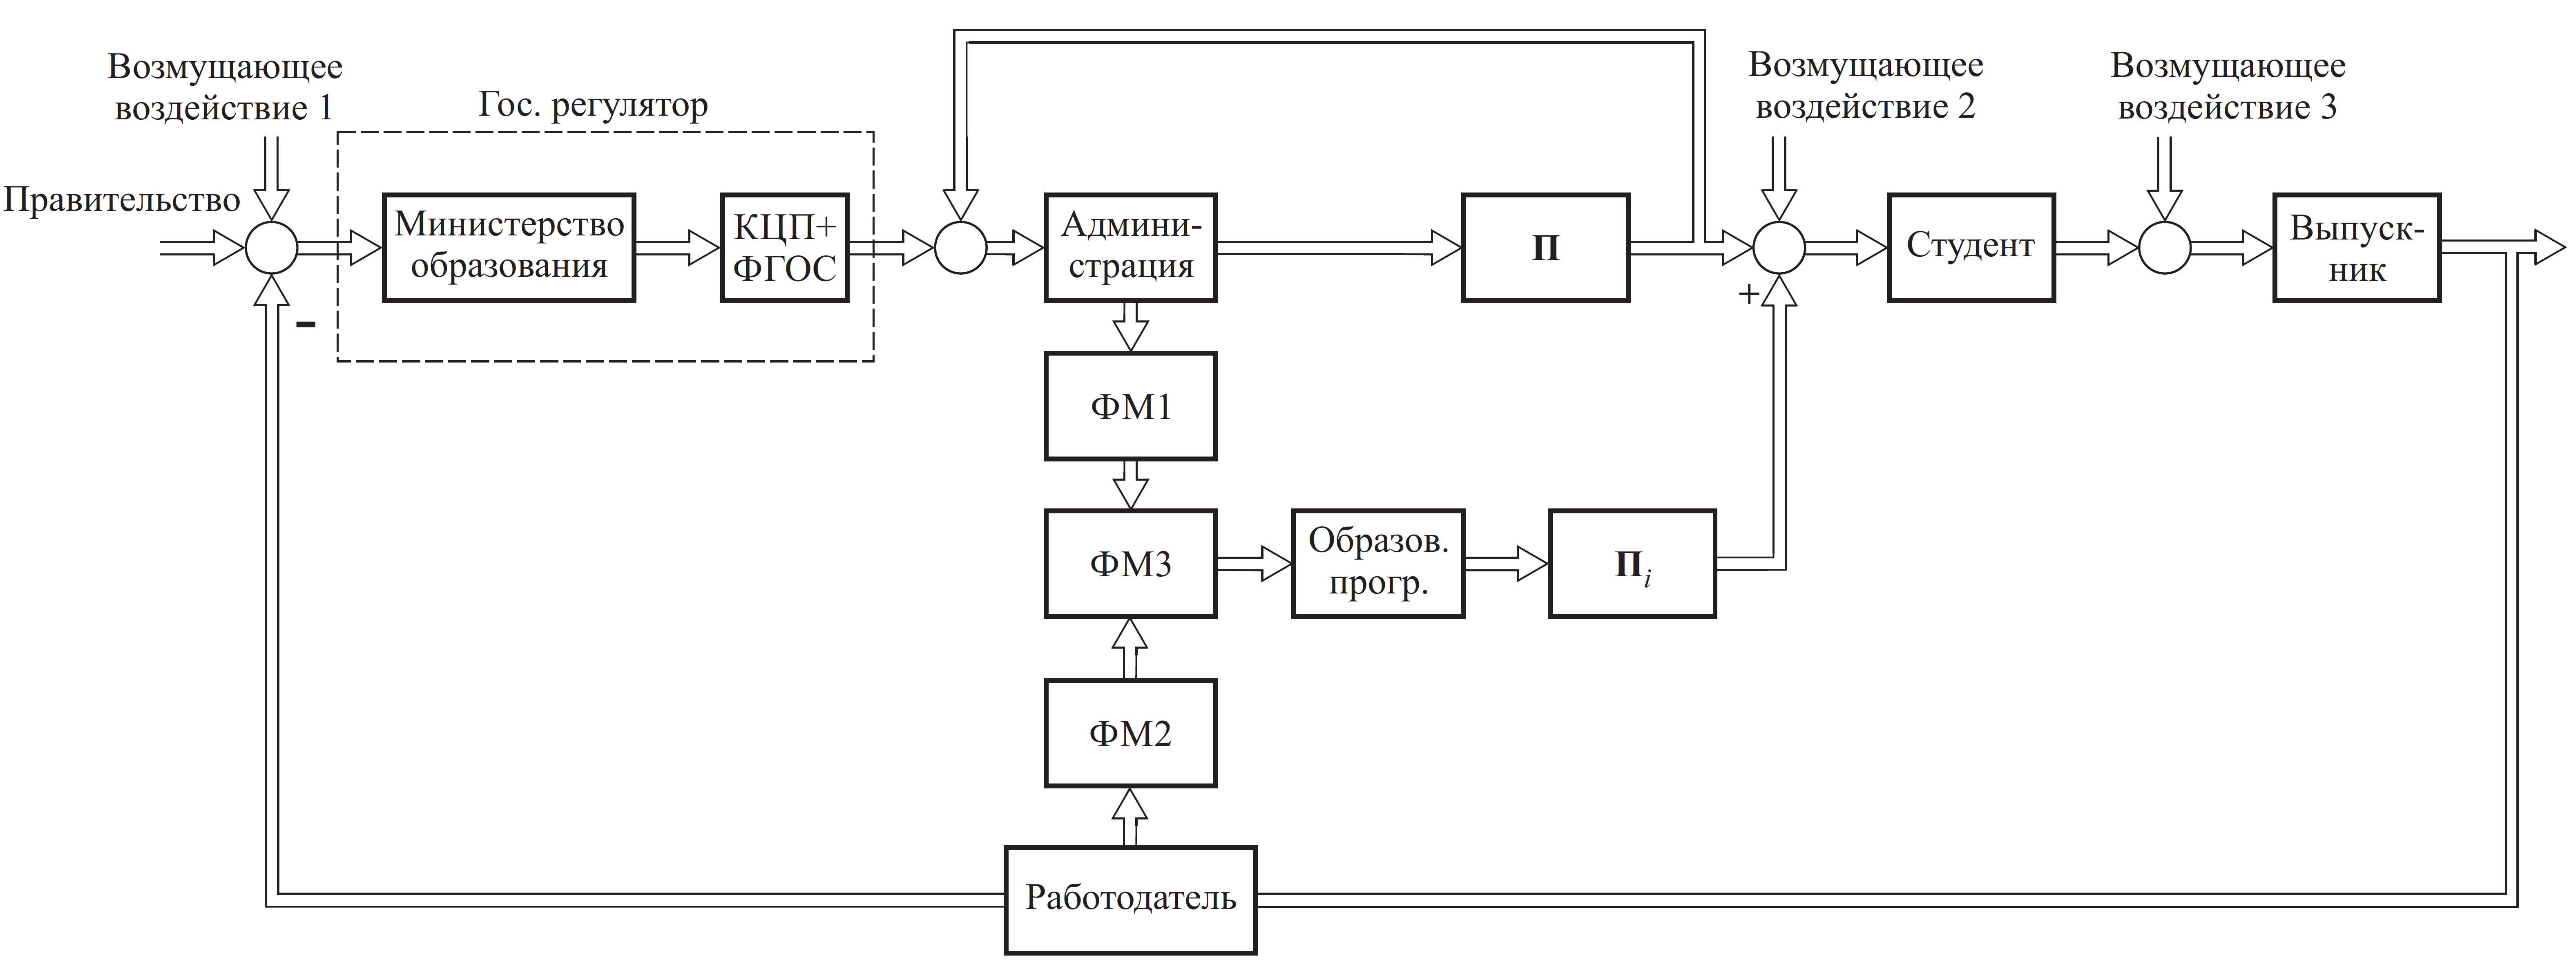 Возмущающее
воздействие 1
Гос. регулятор
Возмущающее
воздействие 2
Возмущающее
воздействие 3
Правительство
Министерство
образования
КЦП+
ФГОС
Админи-
страция
П
Студент
Выпуск-
ник
-
+
ФМ1
ФМ3
Образов.
прогр.
Пi
ФМ2
Работодатель